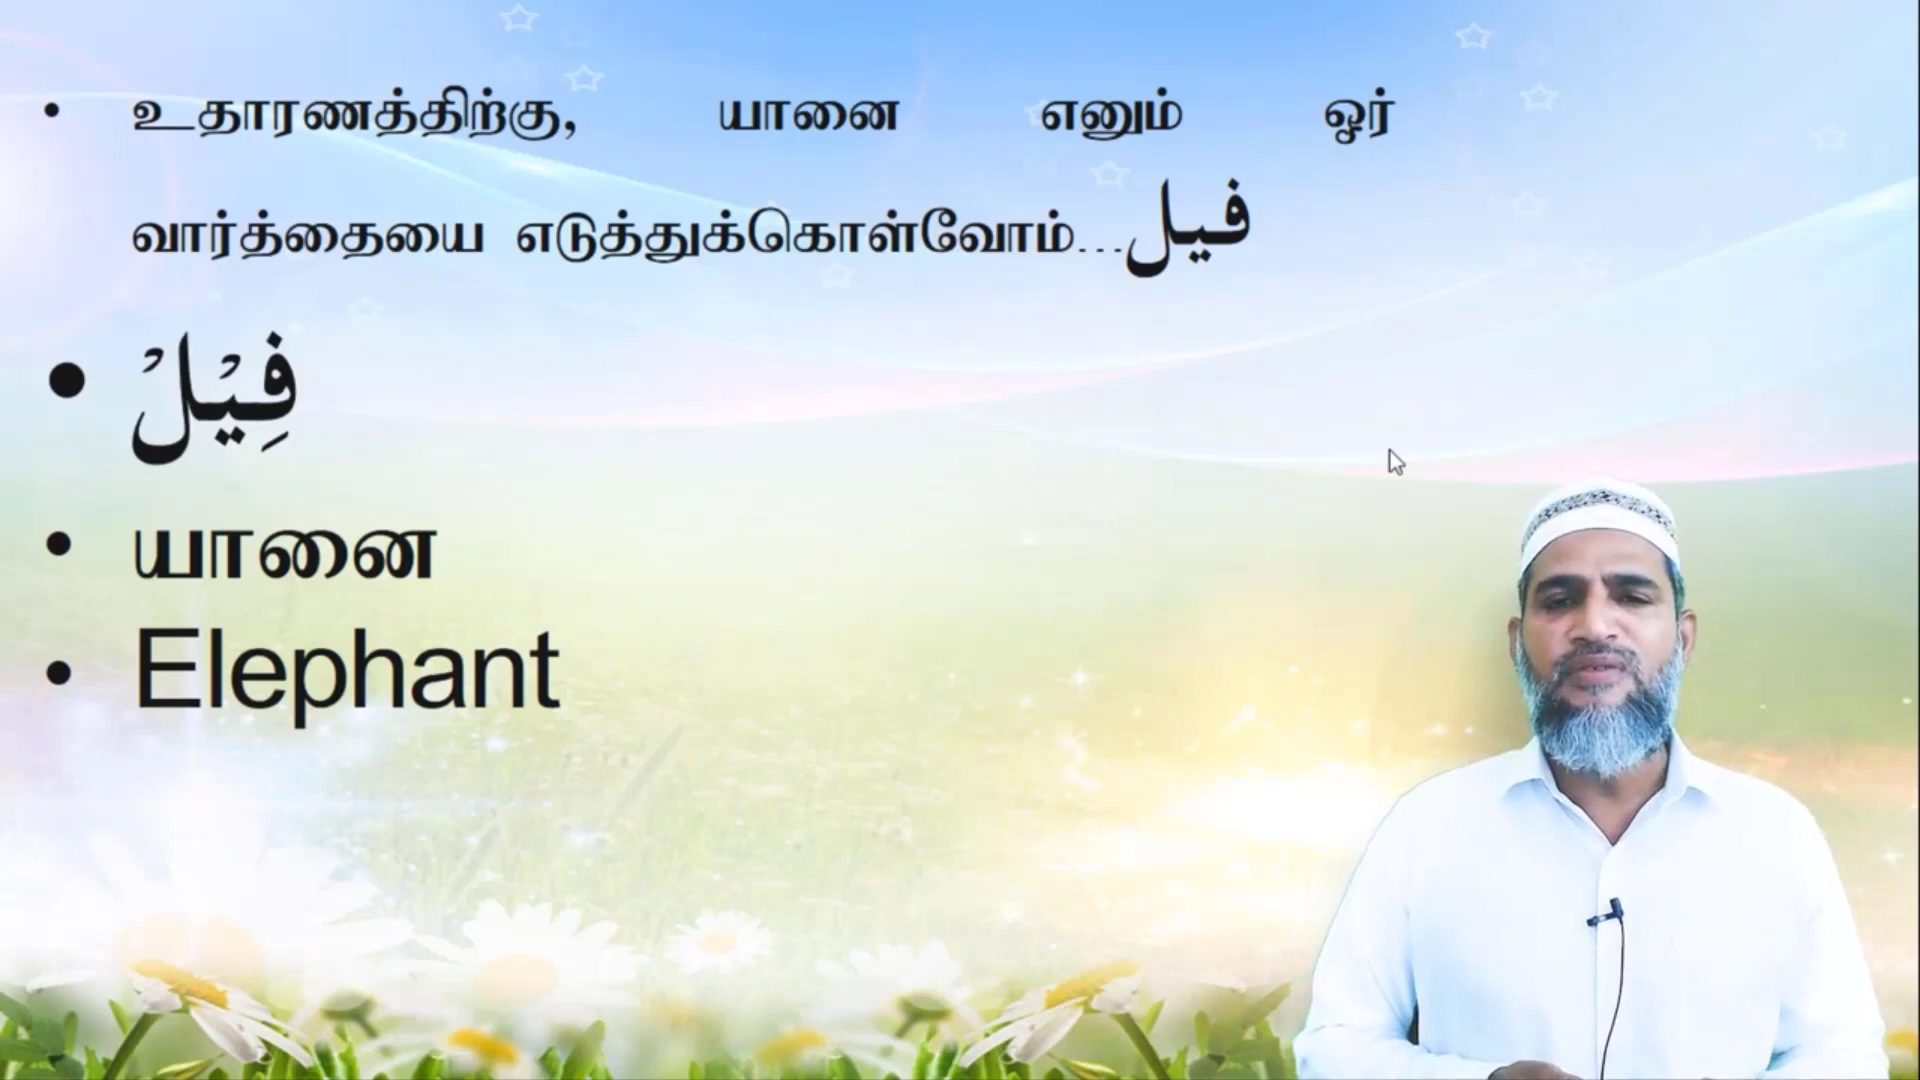 • உதாரணத்திற்கு, யானை எனும் ஓர்
வார்த்தையை எடுத்துக்கொள்வோம்...فيل
• فِيْلْ
• யானை
• Elephant